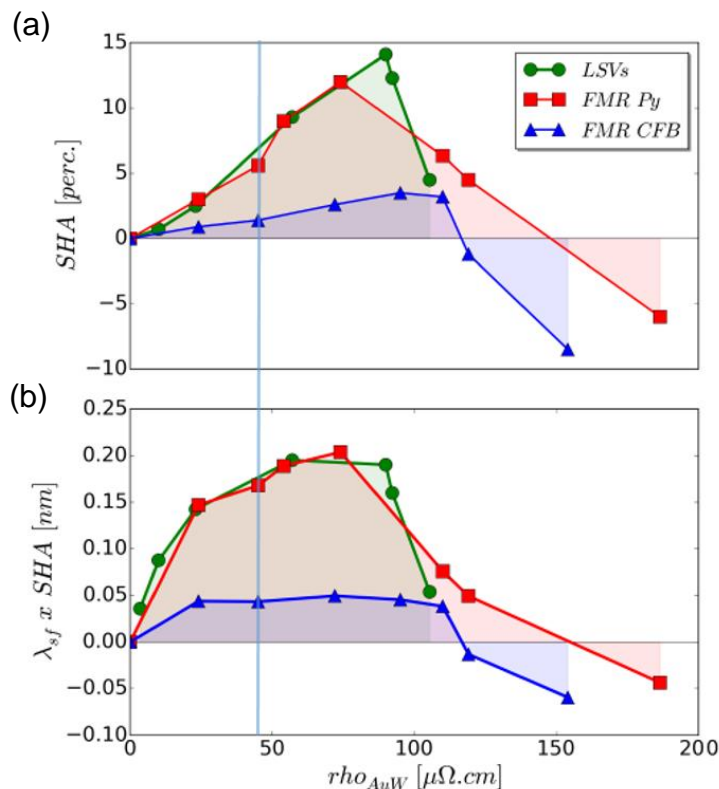 (a)
SHA [perc.]
15
10
5
0
−5
−10
LSVs
FMR Py
FMR CFB
(b)
λsf x SHA [nm]
0.25
0.20
0.15
0.10
0.05
0.00
−0.05
−0.10
0 50 100 150 200
rhoAuW [μΩ.cm]